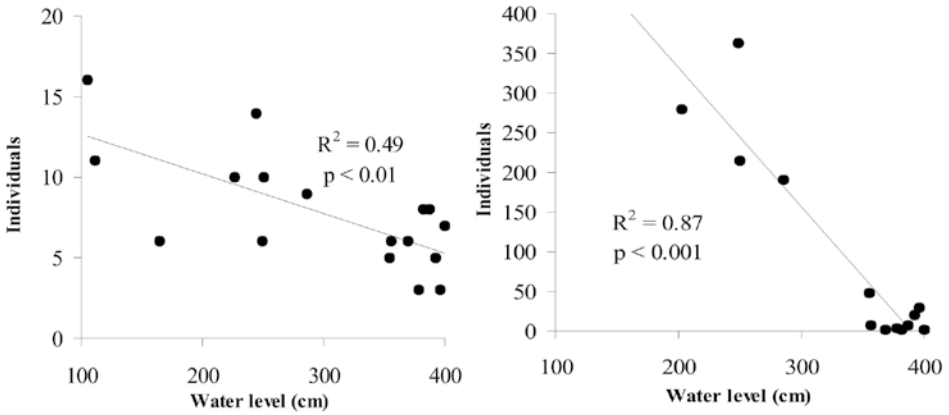 20
15
10
5
0
Individuals
R² = 0.49
p < 0.01
100 200 300 400
Water level (cm)
400
350
300
250
200
150
100
50
0
Individuals
R² = 0.87
p < 0.001
100 200 300 400
Water level (cm)